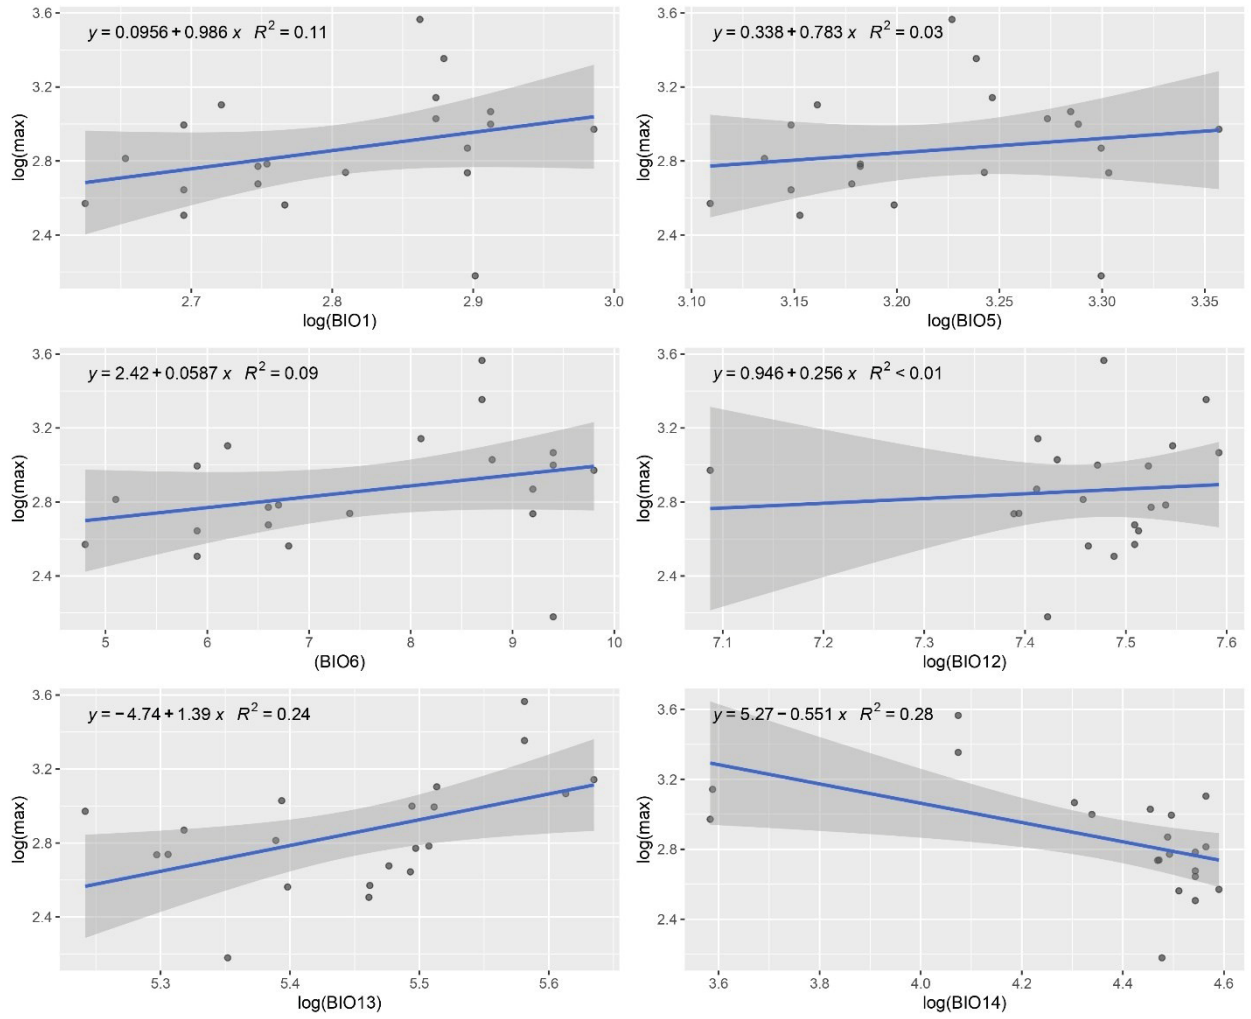 y = 0.0956 + 0.986 x R² = 0.11
3.6
3.2
2.8
2.4
log(max)
2.7 2.8 2.9 3.0
log(BIO1)
y = 0.338 + 0.783 x R² = 0.03
3.6
3.2
2.8
2.4
log(max)
3.10 3.15 3.20 3.25 3.30 3.35
log(BIO5)
y = 2.42 + 0.0587 x R² = 0.09
3.6
3.2
2.8
2.4
log(max)
5 6 7 8 9 10
(BIO6)
y = 0.946 + 0.256 x R² < 0.01
3.6
3.2
2.8
2.4
log(max)
7.1 7.2 7.3 7.4 7.5 7.6
log(BIO12)
y = −4.74 + 1.39 x R² = 0.24
3.6
3.2
2.8
2.4
log(max)
5.3 5.4 5.5 5.6
log(BIO13)
y = 5.27 − 0.551 x R² = 0.28
3.6
3.2
2.8
2.4
log(max)
3.6 3.8 4.0 4.2 4.4 4.6
log(BIO14)